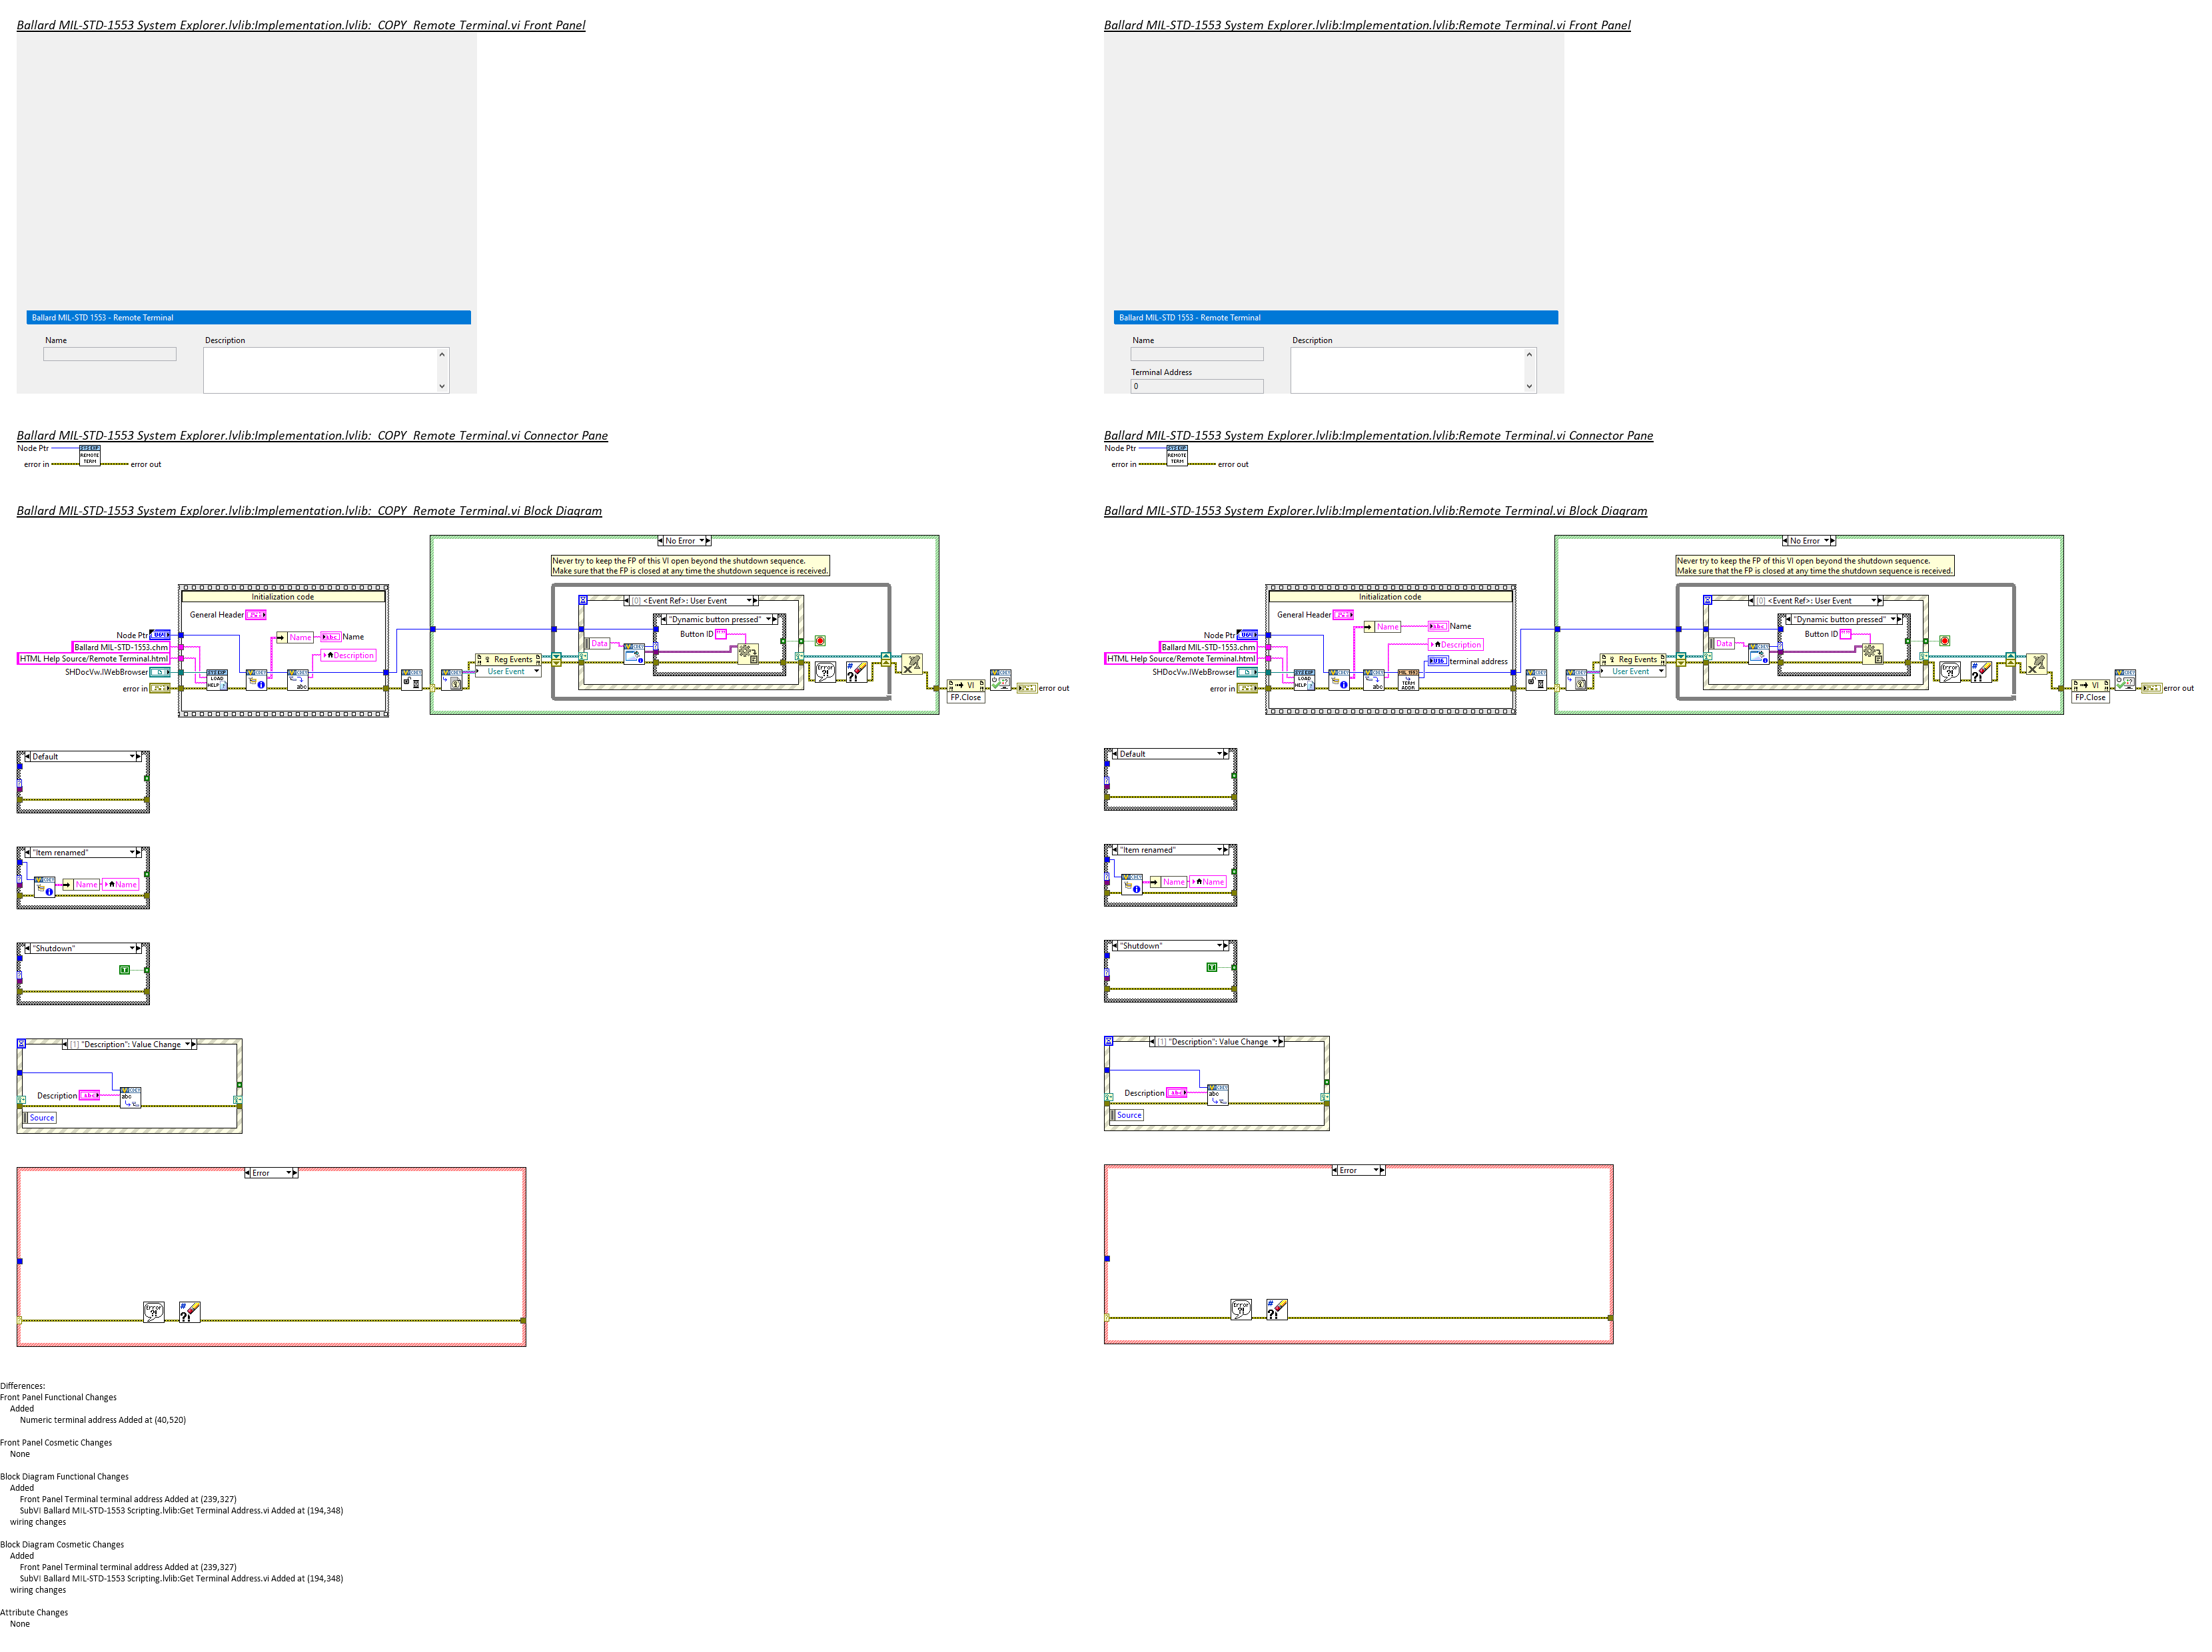 Ballard MIL-STD-1553 System Explorer.lvlib:Implementation.lvlib:_COPY_Remote Terminal.vi Front Panel
Ballard MIL-STD 1553 - Remote Terminal
Name
Description
Ballard MIL-STD-1553 System Explorer.lvlib:Implementation.lvlib:_COPY_Remote Terminal.vi Connector Pane
Node Ptr
REMOTE
TERM
error in
error out
Ballard MIL-STD-1553 System Explorer.lvlib:Implementation.lvlib:_COPY_Remote Terminal.vi Block Diagram
No Error
Never try to keep the FP of this VI open beyond the shutdown sequence.
Make sure that the FP is closed at any time the shutdown sequence is received.
Initialization code
[0] <Event Ref>: User Event
General Header
"Dynamic button pressed"
Button ID
Node Ptr
Name
Name
Data
Ballard MIL-STD-1553.chm
Description
HTML Help Source/Remote Terminal.html
Reg Events
User Event
SHDocVw.IWebBrowser
LOAD
HELP
abc
error in
VI
FP.Close
error out
Default
"Item renamed"
Name
Name
"Shutdown"
[1] "Description": Value Change
Description
abc
abc
Source
Error
Error
Differences:
Front Panel Functional Changes
Added
Numeric terminal address Added at (40,520)
Front Panel Cosmetic Changes
None
Block Diagram Functional Changes
Added
Front Panel Terminal terminal address Added at (239,327)
SubVI Ballard MIL-STD-1553 Scripting.lvlib:Get Terminal Address.vi Added at (194,348)
wiring changes
Block Diagram Cosmetic Changes
Added
Front Panel Terminal terminal address Added at (239,327)
SubVI Ballard MIL-STD-1553 Scripting.lvlib:Get Terminal Address.vi Added at (194,348)
wiring changes
Attribute Changes
None
Ballard MIL-STD-1553 System Explorer.lvlib:Implementation.lvlib:Remote Terminal.vi Front Panel
Ballard MIL-STD 1553 - Remote Terminal
Name
Description
Terminal Address
0
Ballard MIL-STD-1553 System Explorer.lvlib:Implementation.lvlib:Remote Terminal.vi Connector Pane
Node Ptr
REMOTE
TERM
error in
error out
Ballard MIL-STD-1553 System Explorer.lvlib:Implementation.lvlib:Remote Terminal.vi Block Diagram
No Error
Never try to keep the FP of this VI open beyond the shutdown sequence.
Make sure that the FP is closed at any time the shutdown sequence is received.
Initialization code
[0] <Event Ref>: User Event
General Header
"Dynamic button pressed"
Button ID
Name
Name
Node Ptr
Data
Description
Ballard MIL-STD-1553.chm
HTML Help Source/Remote Terminal.html
U16
terminal address
Reg Events
User Event
SHDocVw.IWebBrowser
LOAD
HELP
abc
TERM
ADDR
error in
VI
FP.Close
error out
Default
"Item renamed"
Name
Name
"Shutdown"
[1] "Description": Value Change
Description
abc
abc
Source
Error
Error